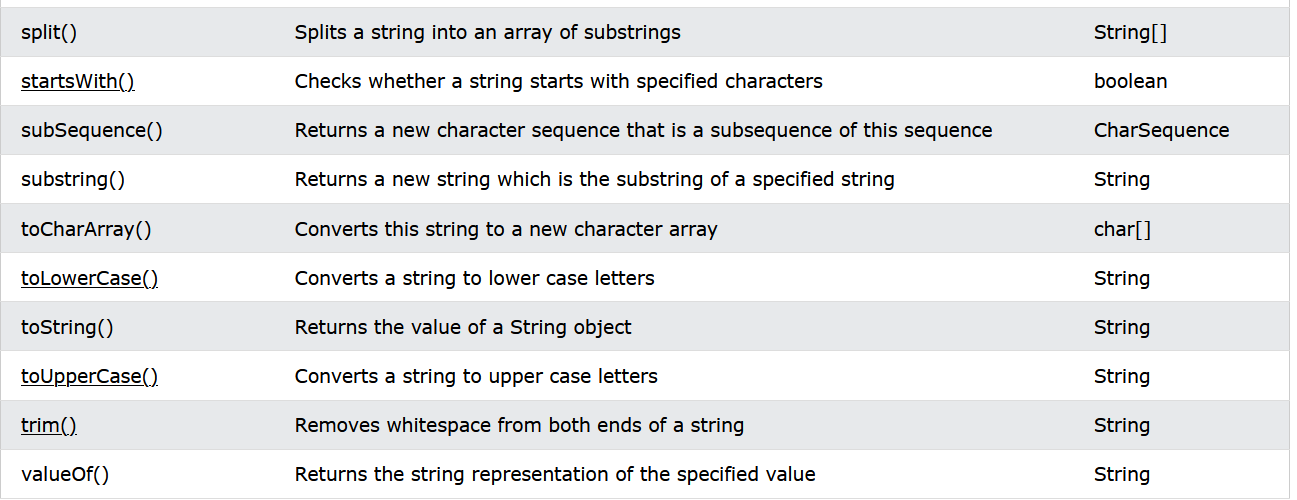 split() Splits a string into an array of substrings String[]
startsWith() Checks whether a string starts with specified characters boolean
subSequence() Returns a new character sequence that is a subsequence of this sequence CharSequence
substring() Returns a new string which is the substring of a specified string String
toCharArray() Converts this string to a new character array char[]
toLowerCase() Converts a string to lower case letters String
toString() Returns the value of a String object String
toUpperCase() Converts a string to upper case letters String
trim() Removes whitespace from both ends of a string String
valueOf() Returns the string representation of the specified value String